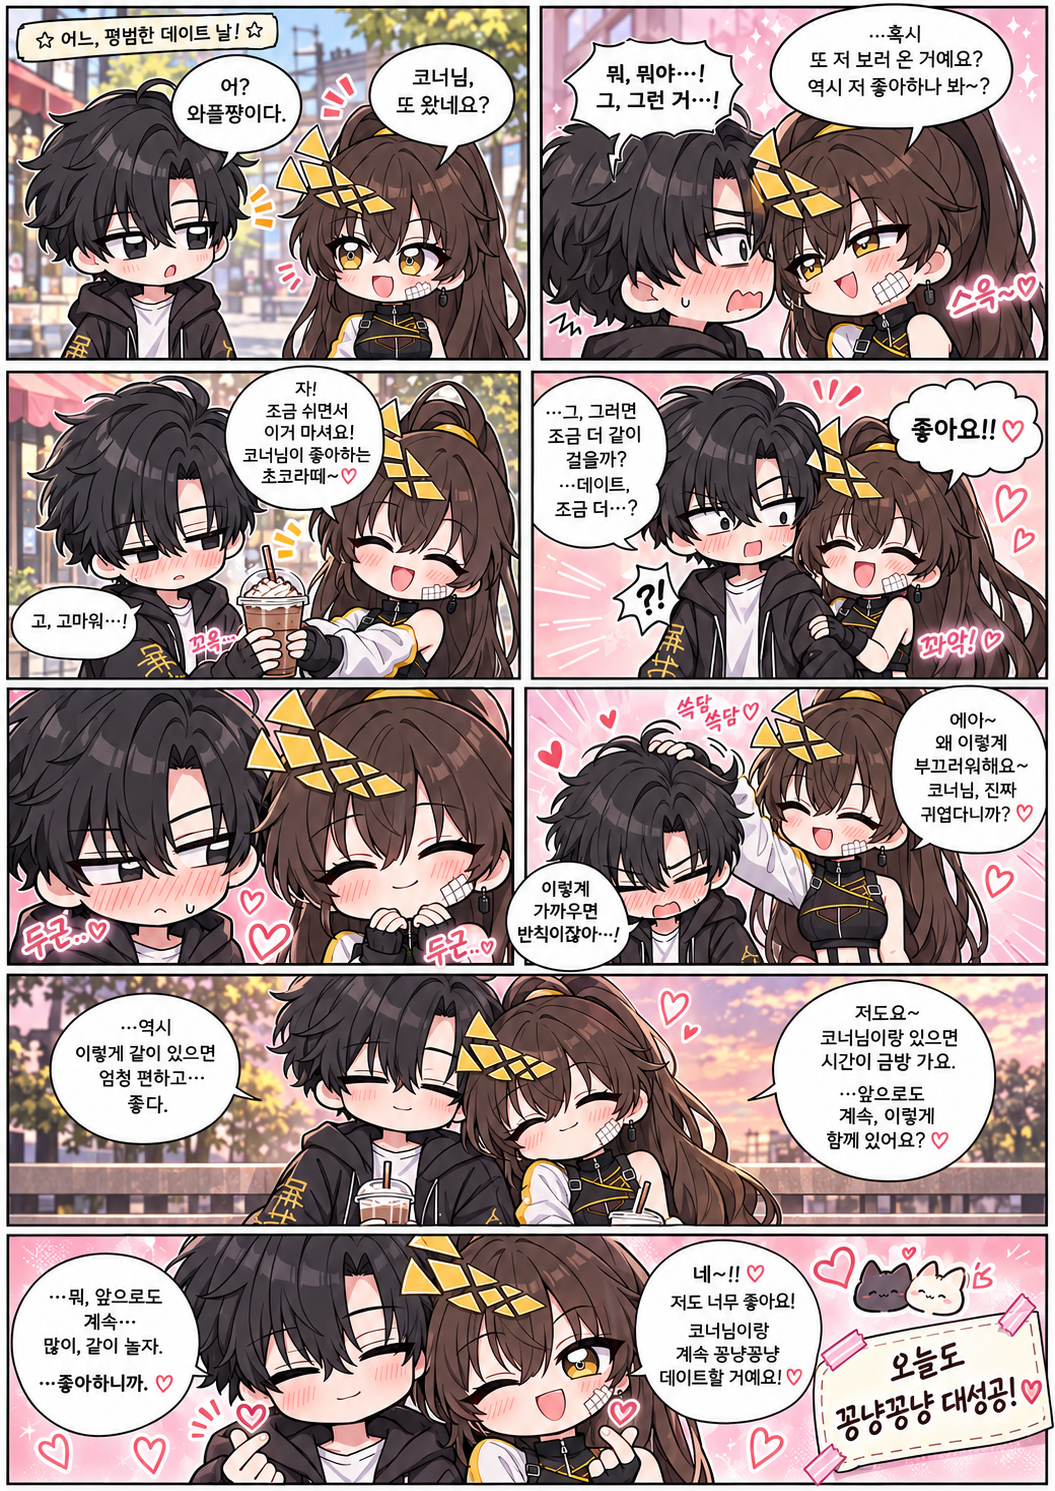 ☆ 어느, 평범한 데이트 날! ☆
어?
와플쨩이다.
코너님,
또 왔네요?
뭐, 뭐야…!
그, 그런 거…!
…혹시
또 저 보러 온 거예요?
역시 저 좋아하나 봐~?
스윽~♡
자!
조금 쉬면서
이거 마셔요!
코너님이 좋아하는
초코라떼~♡
고, 고마워…!
꼬옥…
…그, 그러면
조금 더 같이
걸을까?
…데이트,
조금 더…?
좋아요!! ♡
?!
꽈악! ♡
두근..♡
두근..♡
쓱담
쓱담♡
에아~
왜 이렇게
부끄러워해요~
코너님, 진짜
귀엽다니까? ♡
이렇게
가까우면
반칙이잖아…!
…역시
이렇게 같이 있으면
엄청 편하고…
좋다.
저도요~
코너님이랑 있으면
시간이 금방 가요.
…앞으로도
계속, 이렇게
함께 있어요? ♡
…뭐, 앞으로도
계속…
많이, 같이 놀자.
…좋아하니까. ♡
네~!! ♡
저도 너무 좋아요!
코너님이랑
계속 꽁냥꽁냥
데이트할 거예요! ♡
오늘도
꽁냥꽁냥 대성공! ♡